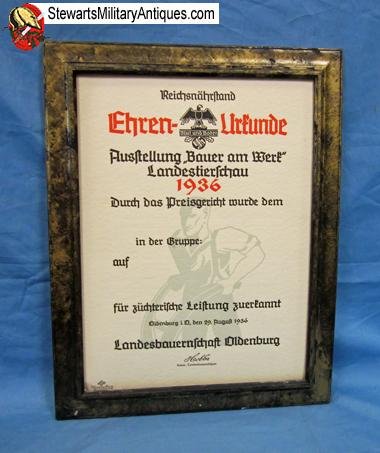 StewartsMilitaryAntiques.com
Reichsnährstand
Ehren-Urkunde
Blut und Boden
Ausstellung „Bauer am Werk“
Landestierschau
1936
Durch das Preisgericht wurde dem
in der Gruppe:
auf
für züchterische Leistung zuerkannt
Oldenburg i.O, den 29. August 1936
Landesbauernschaft Oldenburg